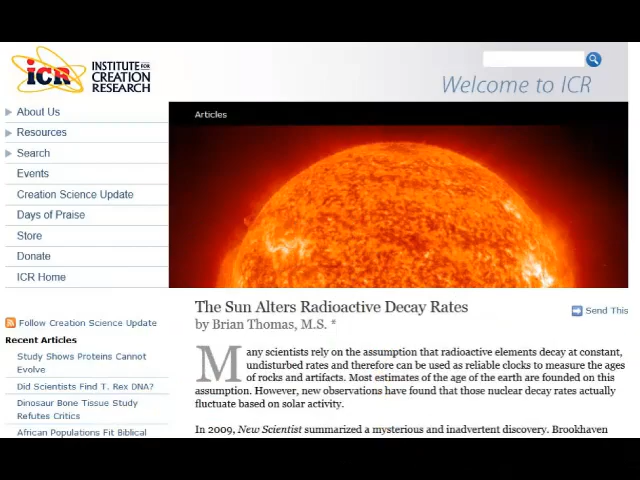 ICR
INSTITUTE FOR
CREATION
RESEARCH
Welcome to ICR
About Us
Resources
Search
Events
Creation Science Update
Days of Praise
Store
Donate
ICR Home
Follow Creation Science Update
Recent Articles
Study Shows Proteins Cannot
Evolve
Did Scientists Find T. Rex DNA?
Dinosaur Bone Tissue Study
Refutes Critics
African Populations Fit Biblical
Articles
The Sun Alters Radioactive Decay Rates
by Brian Thomas, M.S. *
Send This
Many scientists rely on the assumption that radioactive elements decay at constant,
undisturbed rates and therefore can be used as reliable clocks to measure the ages
of rocks and artifacts. Most estimates of the age of the earth are founded on this
assumption. However, new observations have found that those nuclear decay rates actually
fluctuate based on solar activity.
In 2009, New Scientist summarized a mysterious and inadvertent discovery. Brookhaven